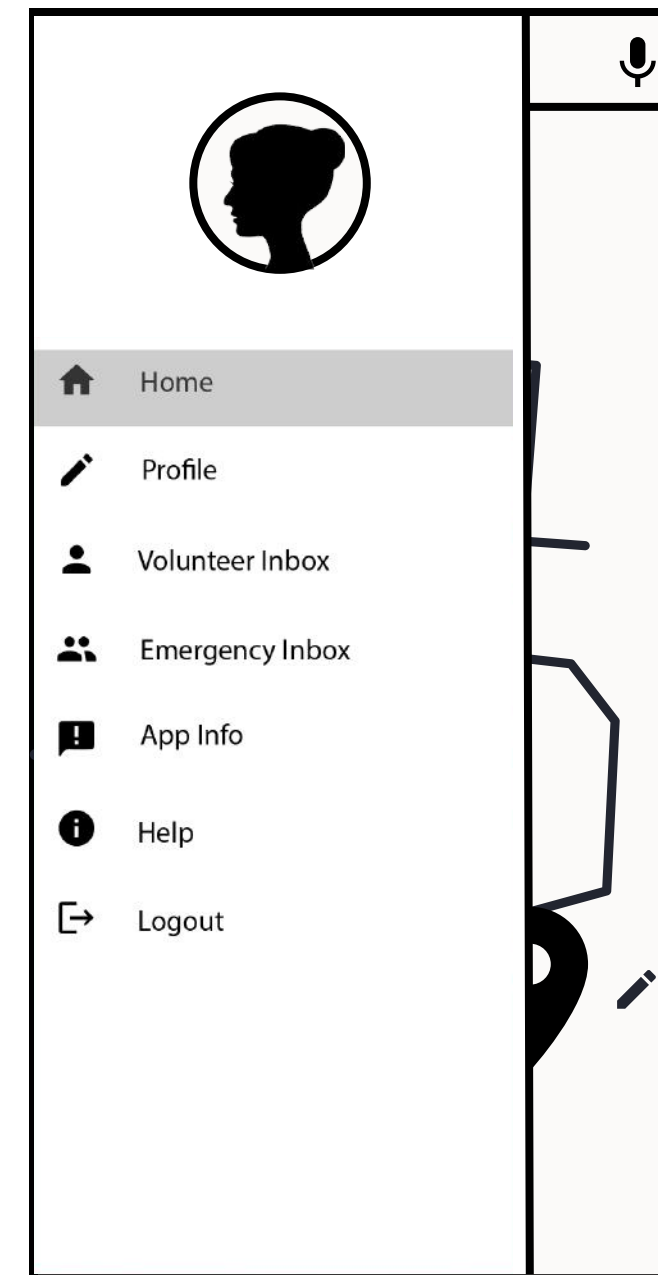 Home
Profile
Volunteer Inbox
Emergency Inbox
App Info
Help
Logout